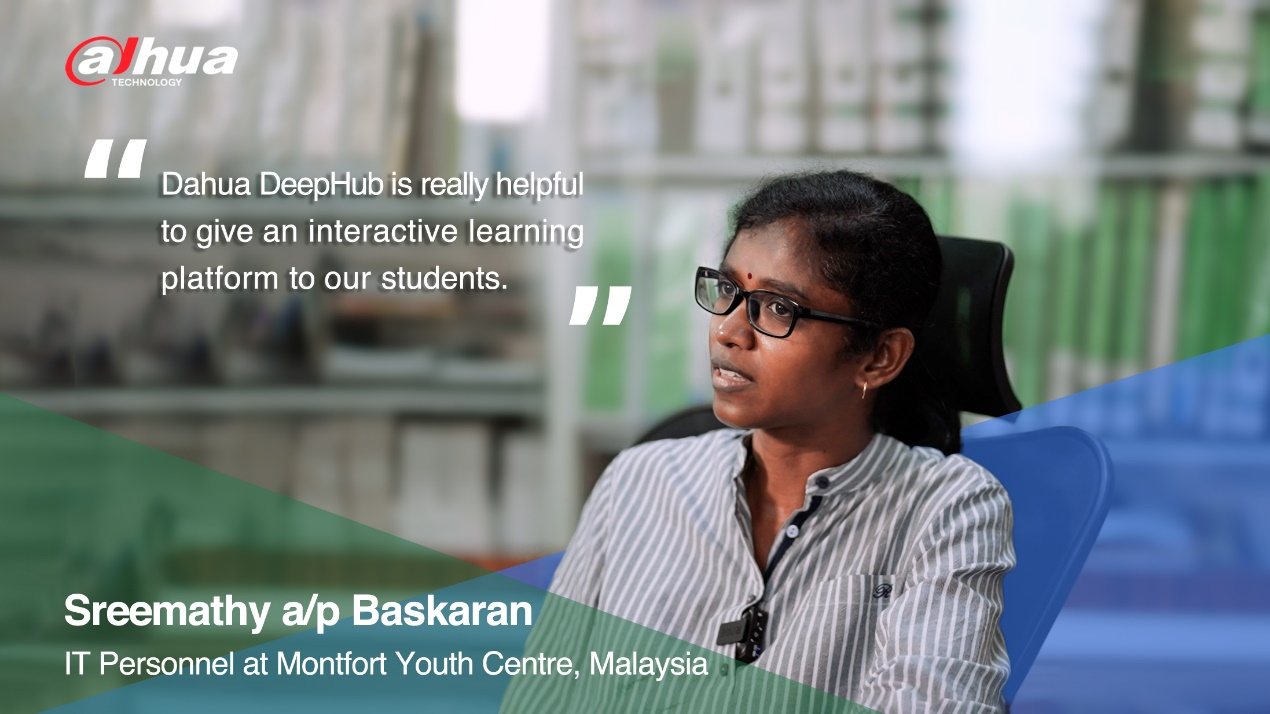 alhua
TECHNOLOGY
“
Dahua DeepHub is really helpful
to give an interactive learning
platform to our students.
”
Sreemathy a/p Baskaran
IT Personnel at Montfort Youth Centre, Malaysia
R